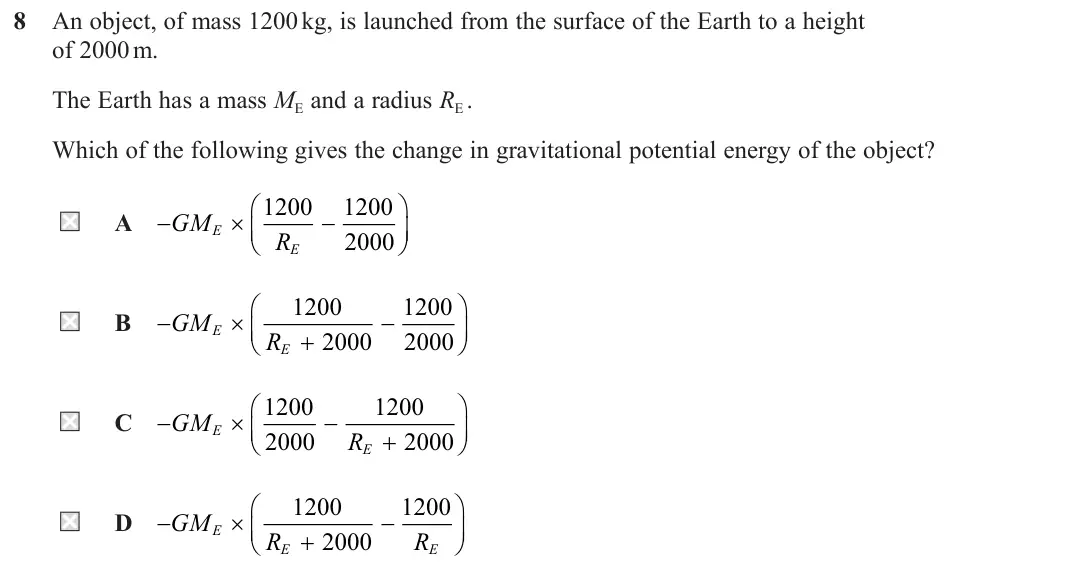 8 An object, of mass 1200 kg, is launched from the surface of the Earth to a height
of 2000 m.
The Earth has a mass M_E and a radius R_E.
Which of the following gives the change in gravitational potential energy of the object?
A −GM_E × (1200/R_E − 1200/2000)
B −GM_E × (1200/(R_E + 2000) − 1200/2000)
C −GM_E × (1200/2000 − 1200/(R_E + 2000))
D −GM_E × (1200/(R_E + 2000) − 1200/R_E)